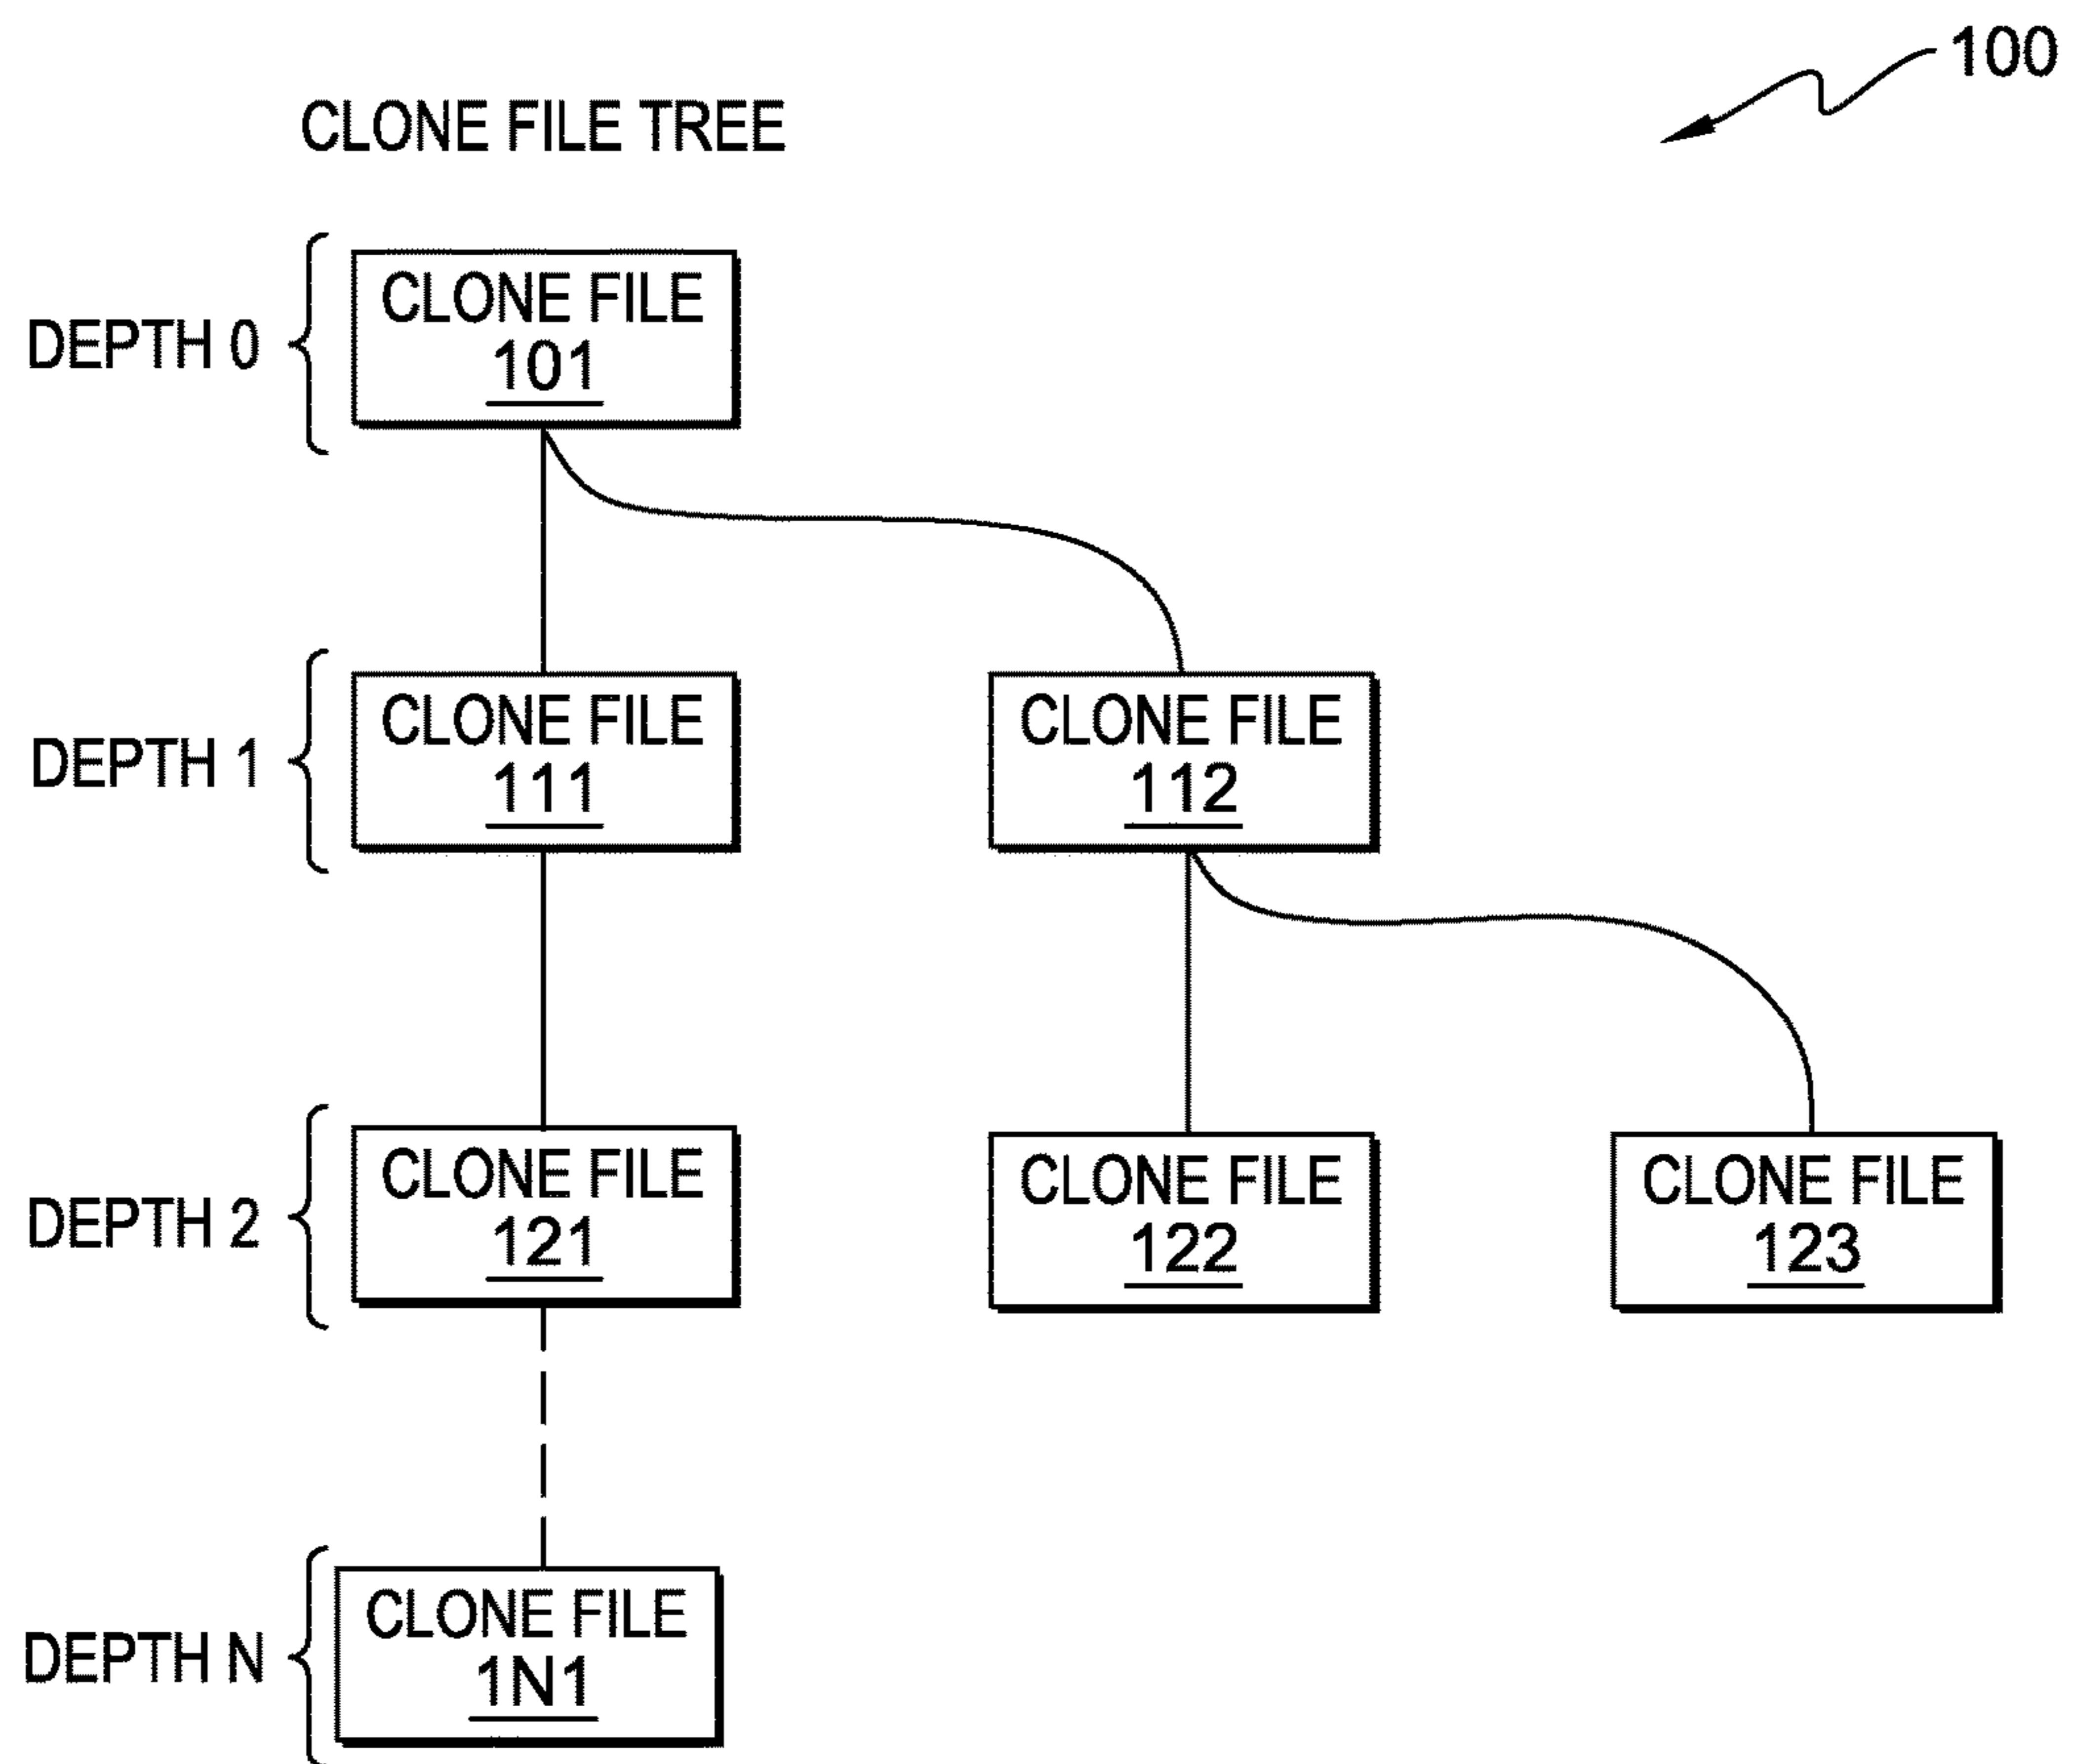 100
CLONE FILE TREE
DEPTH 0
CLONE FILE
101
DEPTH 1
CLONE FILE
111
CLONE FILE
112
DEPTH 2
CLONE FILE
121
CLONE FILE
122
CLONE FILE
123
DEPTH N
CLONE FILE
1N1